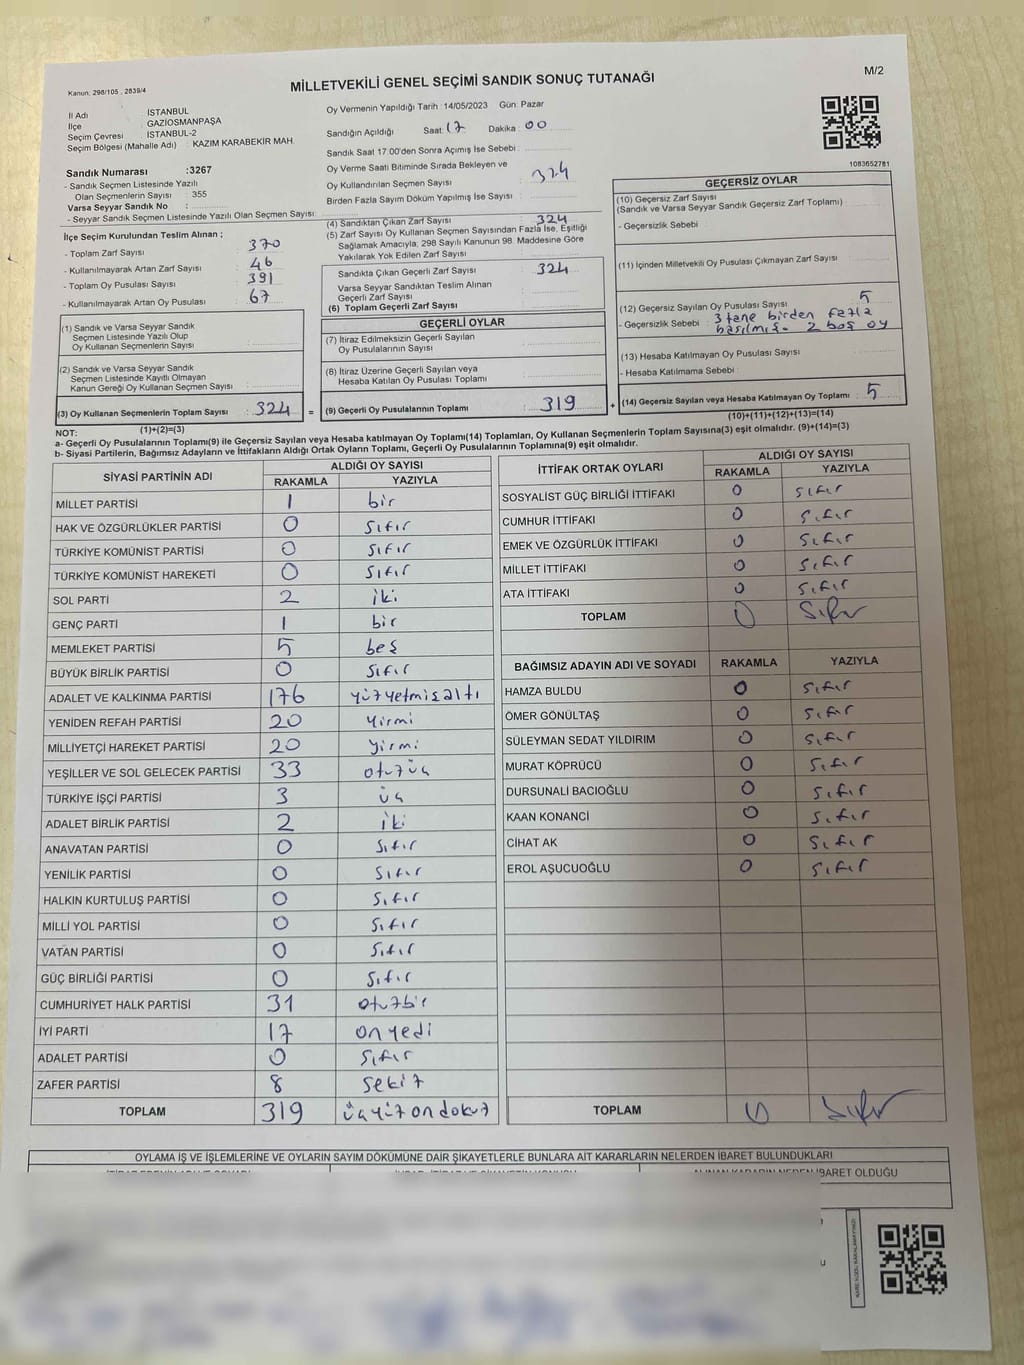 MİLLETVEKİLİ GENEL SEÇİMİ SANDIK SONUÇ TUTANAĞI
M/2
Kanun: 298/105 , 2839/4
İl Adı İSTANBUL
İlçe GAZİOSMANPAŞA
Seçim Çevresi : İSTANBUL-2
Seçim Bölgesi (Mahalle Adı) : KAZIM KARABEKİR MAH.
Sandık Numarası :3267
- Sandık Seçmen Listesinde Yazılı
Olan Seçmenlerin Sayısı : 355
Varsa Seyyar Sandık No :
- Seyyar Sandık Seçmen Listesinde Yazılı Olan Seçmen Sayısı:
Oy Vermenin Yapıldığı Tarih : 14/05/2023 Gün: Pazar
Sandığın Açıldığı Saat: 17 Dakika : 00
Sandık Saat 17:00'den Sonra Açımış İse Sebebi :
Oy Verme Saati Bitiminde Sırada Bekleyen ve
Oy Kullandırılan Seçmen Sayısı : 324
Birden Fazla Sayım Döküm Yapılmış İse Sayısı :
1083652781
İlçe Seçim Kurulundan Teslim Alınan ;
- Toplam Zarf Sayısı : 370
- Kullanılmayarak Artan Zarf Sayısı : 46
- Toplam Oy Pusulası Sayısı : 391
- Kullanılmayarak Artan Oy Pusulası : 67
(1) Sandık ve Varsa Seyyar Sandık
Seçmen Listesinde Yazılı Olup
Oy Kullanan Seçmenlerin Sayısı :
(2) Sandık ve Varsa Seyyar Sandık
Seçmen Listesinde Kayıtlı Olmayan
Kanun Gereği Oy Kullanan Seçmen Sayısı :
(3) Oy Kullanan Seçmenlerin Toplam Sayısı : 324 =
(1)+(2)=(3)
(4) Sandıktan Çıkan Zarf Sayısı : 324
(5) Zarf Sayısı Oy Kullanan Seçmen Sayısından Fazla İse, Eşitliği
Sağlamak Amacıyla, 298 Sayılı Kanunun 98. Maddesine Göre
Yakılarak Yok Edilen Zarf Sayısı :
Sandıkta Çıkan Geçerli Zarf Sayısı : 324
Varsa Seyyar Sandıktan Teslim Alınan
Geçerli Zarf Sayısı :
(6) Toplam Geçerli Zarf Sayısı :
GEÇERLİ OYLAR
(7) İtiraz Edilmeksizin Geçerli Sayılan
Oy Pusulalarının Sayısı :
(8) İtiraz Üzerine Geçerli Sayılan veya
Hesaba Katılan Oy Pusulası Toplamı :
(9) Geçerli Oy Pusulalarının Toplamı : 319 +
GEÇERSİZ OYLAR
(10) Geçersiz Zarf Sayısı
(Sandık ve Varsa Seyyar Sandık Geçersiz Zarf Toplamı) :
- Geçersizlik Sebebi :
(11) İçinden Milletvekili Oy Pusulası Çıkmayan Zarf Sayısı :
(12) Geçersiz Sayılan Oy Pusulası Sayısı : 5
- Geçersizlik Sebebi : 3 tane birden fazla
basılmış - 2 boş oy
(13) Hesaba Katılmayan Oy Pusulası Sayısı :
- Hesaba Katılmama Sebebi :
(14) Geçersiz Sayılan veya Hesaba Katılmayan Oy Toplamı : 5
(10)+(11)+(12)+(13)=(14)
NOT:
a- Geçerli Oy Pusulalarının Toplamı(9) ile Geçersiz Sayılan veya Hesaba katılmayan Oy Toplamı(14) Toplamları, Oy Kullanan Seçmenlerin Toplam Sayısına(3) eşit olmalıdır. (9)+(14)=(3)
b- Siyasi Partilerin, Bağımsız Adayların ve İttifakların Aldığı Ortak Oyların Toplamı, Geçerli Oy Pusulalarının Toplamına(9) eşit olmalıdır.
SİYASİ PARTİNİN ADI ALDIĞI OY SAYISI
RAKAMLA YAZIYLA
MİLLET PARTİSİ 1 bir
HAK VE ÖZGÜRLÜKLER PARTİSİ 0 sıfır
TÜRKİYE KOMÜNİST PARTİSİ 0 sıfır
TÜRKİYE KOMÜNİST HAREKETİ 0 sıfır
SOL PARTİ 2 iki
GENÇ PARTİ 1 bir
MEMLEKET PARTİSİ 5 beş
BÜYÜK BİRLİK PARTİSİ 0 sıfır
ADALET VE KALKINMA PARTİSİ 176 yüzyetmişaltı
YENİDEN REFAH PARTİSİ 20 yirmi
MİLLİYETÇİ HAREKET PARTİSİ 20 yirmi
YEŞİLLER VE SOL GELECEK PARTİSİ 33 otuzüç
TÜRKİYE İŞÇİ PARTİSİ 3 üç
ADALET BİRLİK PARTİSİ 2 iki
ANAVATAN PARTİSİ 0 sıfır
YENİLİK PARTİSİ 0 sıfır
HALKIN KURTULUŞ PARTİSİ 0 sıfır
MİLLİ YOL PARTİSİ 0 sıfır
VATAN PARTİSİ 0 sıfır
GÜÇ BİRLİĞİ PARTİSİ 0 sıfır
CUMHURİYET HALK PARTİSİ 31 otuzbir
İYİ PARTİ 17 onyedi
ADALET PARTİSİ 0 sıfır
ZAFER PARTİSİ 8 sekiz
TOPLAM 319 üçyüzondokuz
İTTİFAK ORTAK OYLARI ALDIĞI OY SAYISI
RAKAMLA YAZIYLA
SOSYALİST GÜÇ BİRLİĞİ İTTİFAKI 0 sıfır
CUMHUR İTTİFAKI 0 sıfır
EMEK VE ÖZGÜRLÜK İTTİFAKI 0 sıfır
MİLLET İTTİFAKI 0 sıfır
ATA İTTİFAKI 0 sıfır
TOPLAM 0 sıfır
BAĞIMSIZ ADAYIN ADI VE SOYADI RAKAMLA YAZIYLA
HAMZA BULDU 0 sıfır
ÖMER GÖNÜLTAŞ 0 sıfır
SÜLEYMAN SEDAT YILDIRIM 0 sıfır
MURAT KÖPRÜCÜ 0 sıfır
DURSUNALİ BACIOĞLU 0 sıfır
KAAN KONANCİ 0 sıfır
CİHAT AK 0 sıfır
EROL AŞUCUOĞLU 0 sıfır
TOPLAM 0 sıfır
OYLAMA İŞ VE İŞLEMLERİNE VE OYLARIN SAYIM DÖKÜMÜNE DAİR ŞİKAYETLERLE BUNLARA AİT KARARLARIN NELERDEN İBARET BULUNDUKLARI
ALINAN KARARIN NEDEN İBARET OLDUĞU